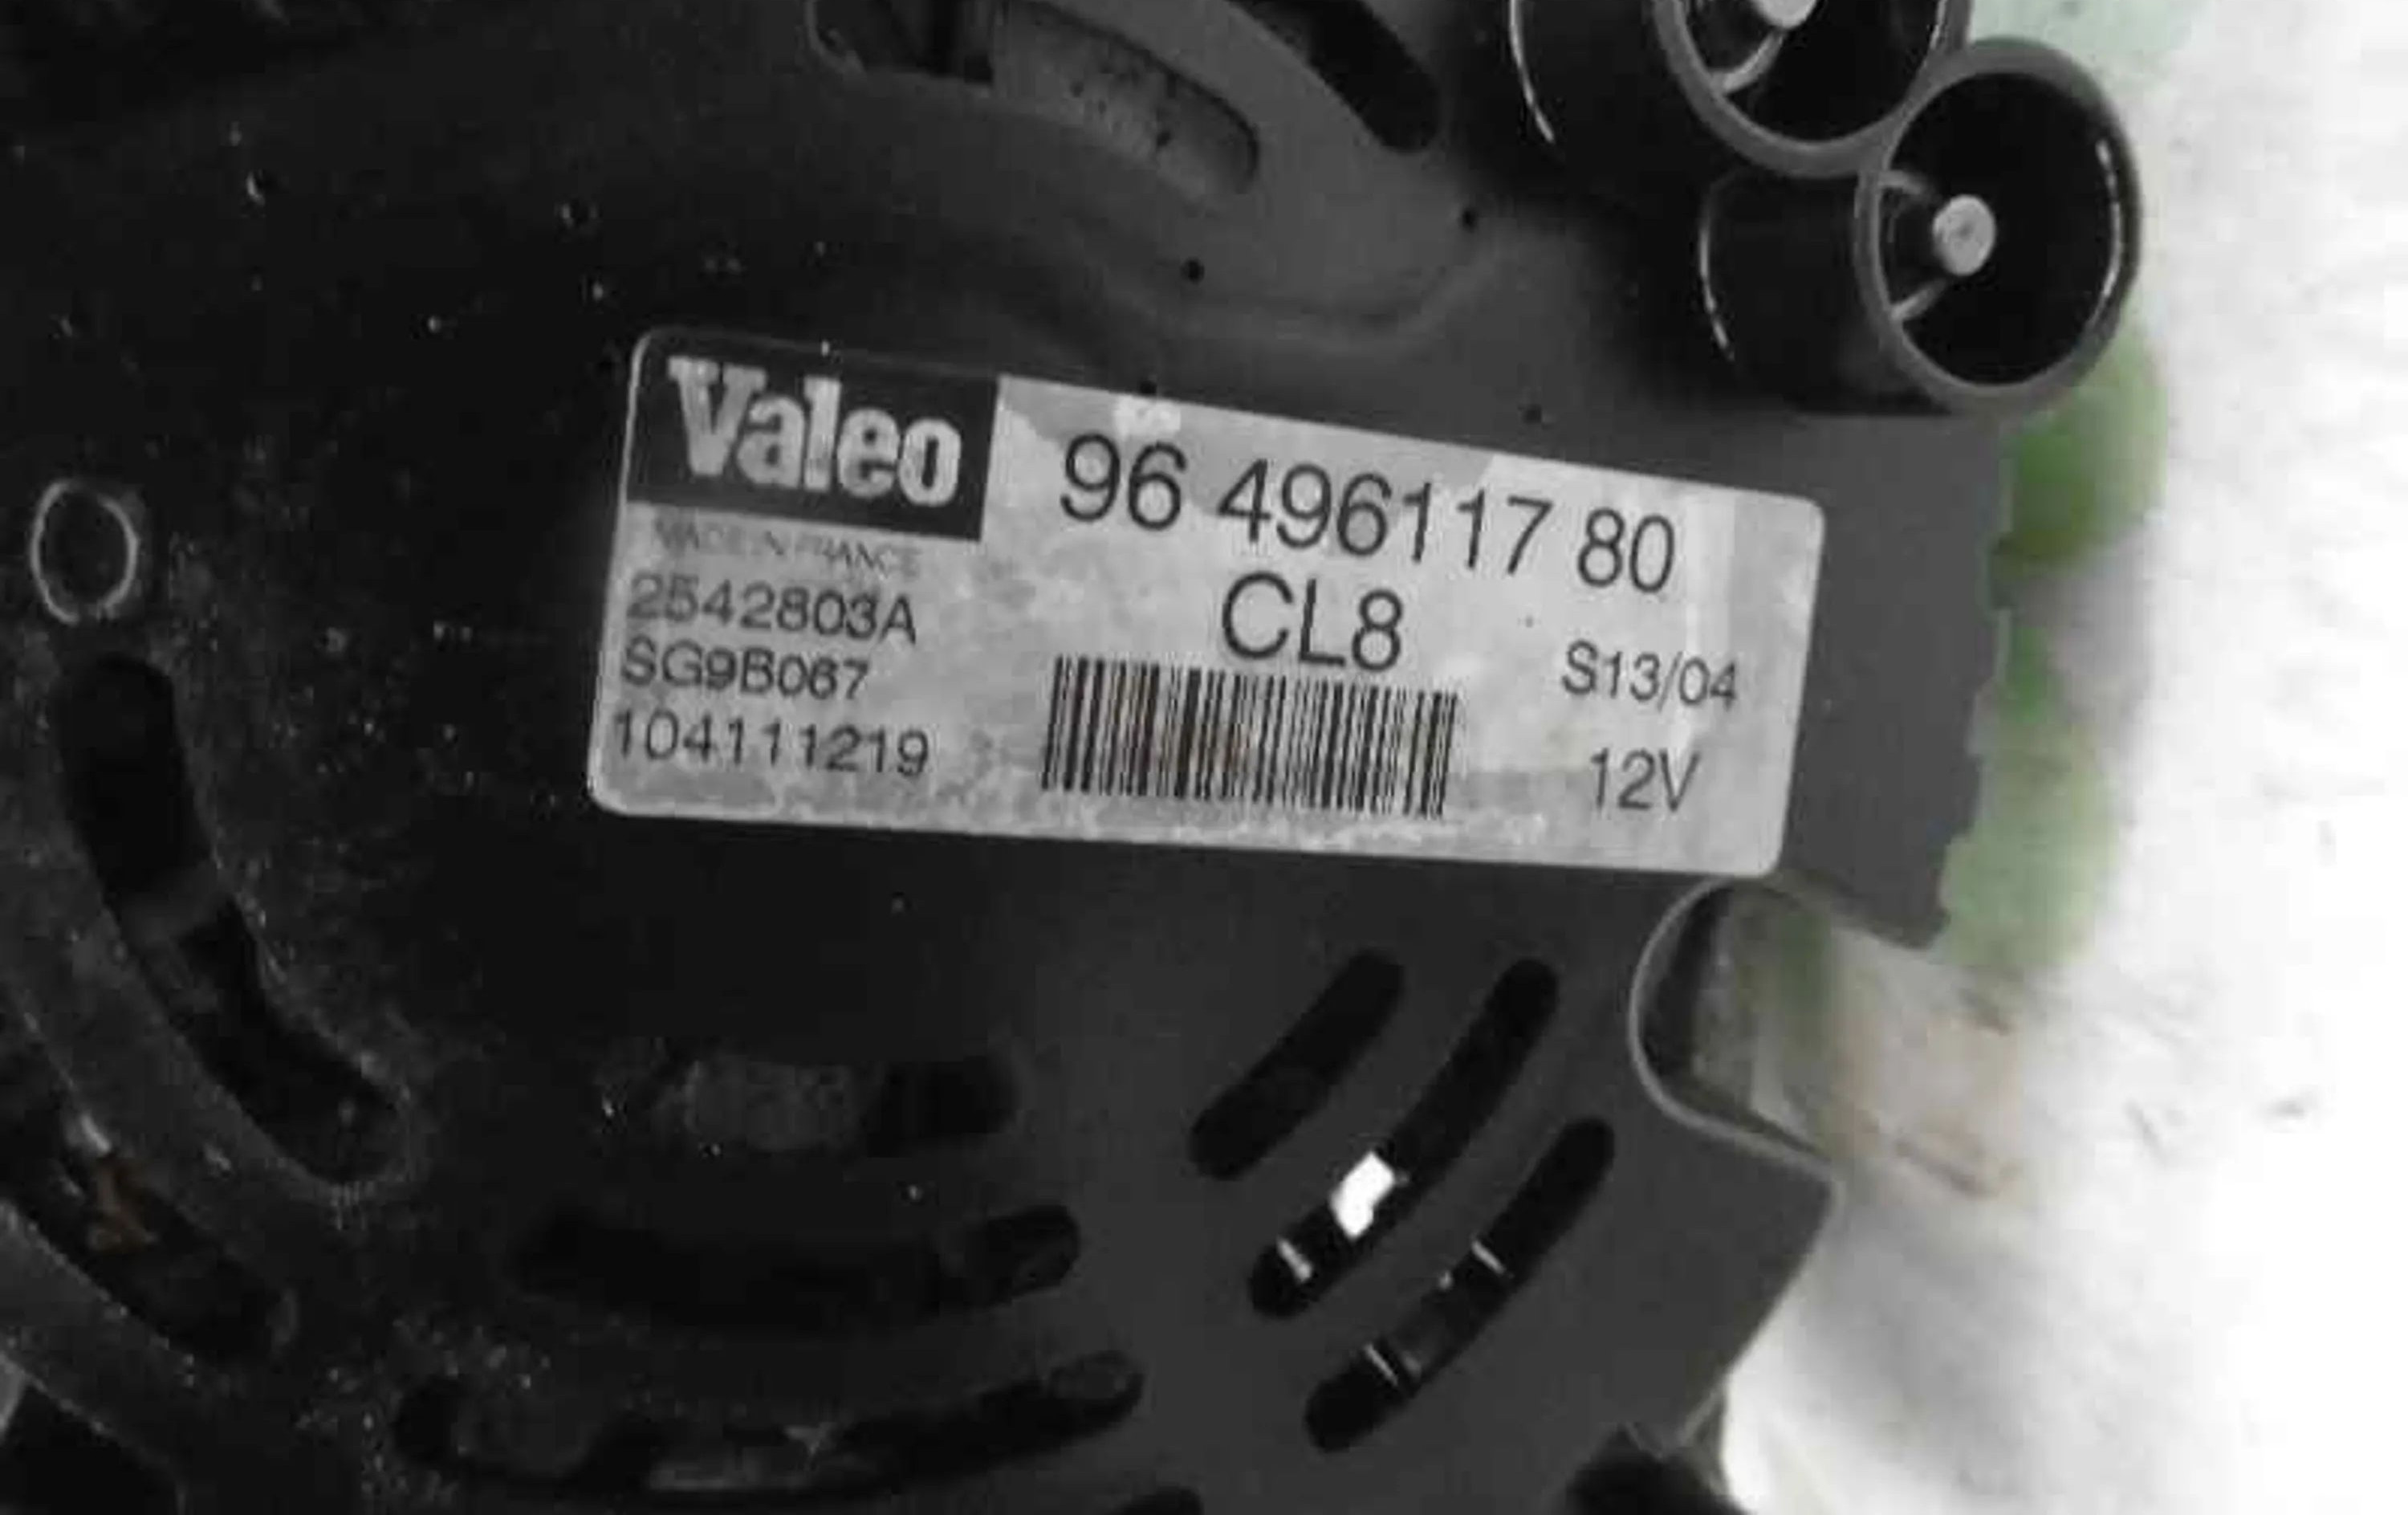 Valeo
MADE IN FRANCE
96 496117 80
CL8
2542803A
SG9B067
104111219
S13/04
12V